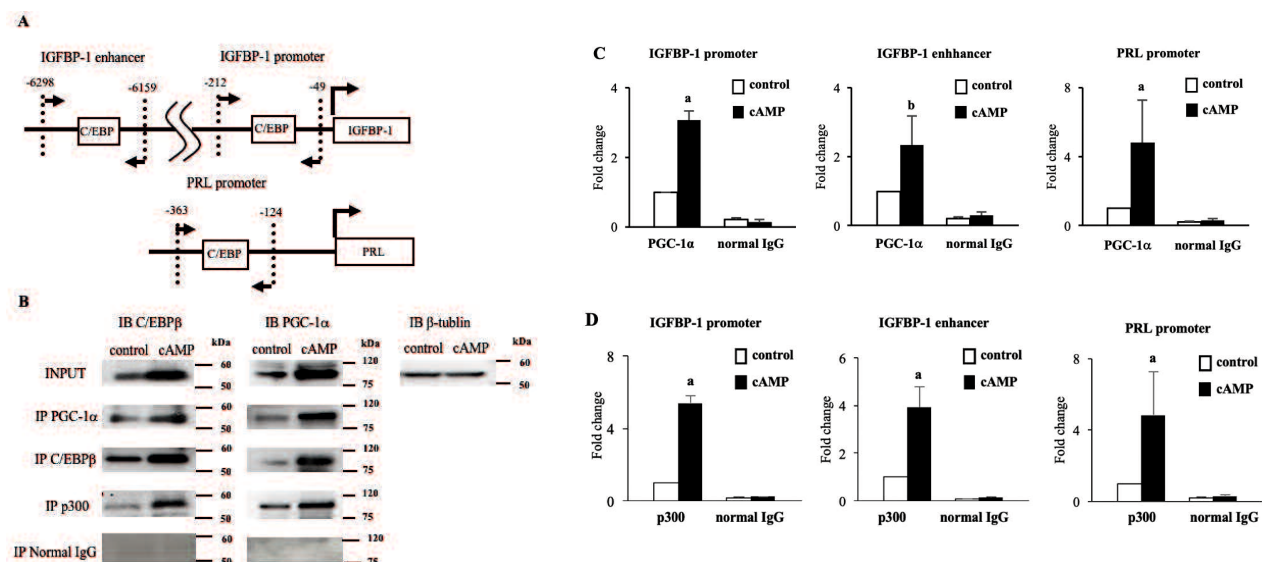 A
IGFBP-1 enhancer IGFBP-1 promoter
-6298 -6159 -212 -49
C/EBP C/EBP IGFBP-1
PRL promoter
-363 -124
C/EBP PRL
B
IB C/EBPβ IB PGC-1α IB β-tublin
control cAMP kDa control cAMP kDa control cAMP kDa
INPUT 60 50 120 75 60 50
IP PGC-1α 60 50 120 75
IP C/EBPβ 60 50 120 75
IP p300 60 50 120 75
IP Normal IgG 60 50 120 75
C
IGFBP-1 promoter
Fold change
4
2
0
a
control
cAMP
PGC-1α normal IgG
IGFBP-1 enhhancer
Fold change
4
2
0
b
control
cAMP
PGC-1α normal IgG
PRL promoter
Fold change
8
4
0
a
control
cAMP
PGC-1α normal IgG
D
IGFBP-1 promoter
Fold change
8
4
0
a
control
cAMP
p300 normal IgG
IGFBP-1 enhancer
Fold change
6
4
2
0
a
control
cAMP
p300 normal IgG
PRL promoter
Fold change
8
4
0
a
control
cAMP
p300 normal IgG